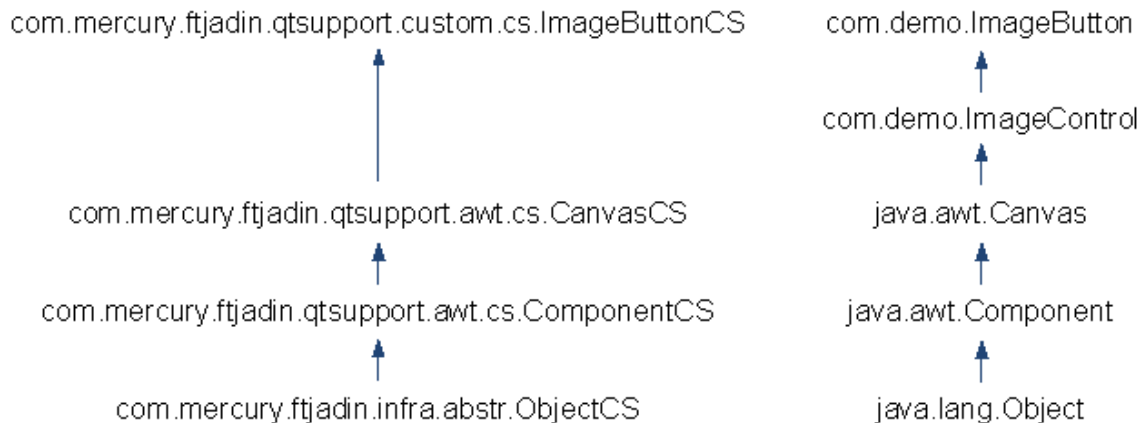 com.mercury.ftjadin.qtsupport.custom.cs.ImageButtonCS com.demo.ImageButton
com.demo.ImageControl
com.mercury.ftjadin.qtsupport.awt.cs.CanvasCS java.awt.Canvas
com.mercury.ftjadin.qtsupport.awt.cs.ComponentCS java.awt.Component
com.mercury.ftjadin.infra.abstr.ObjectCS java.lang.Object